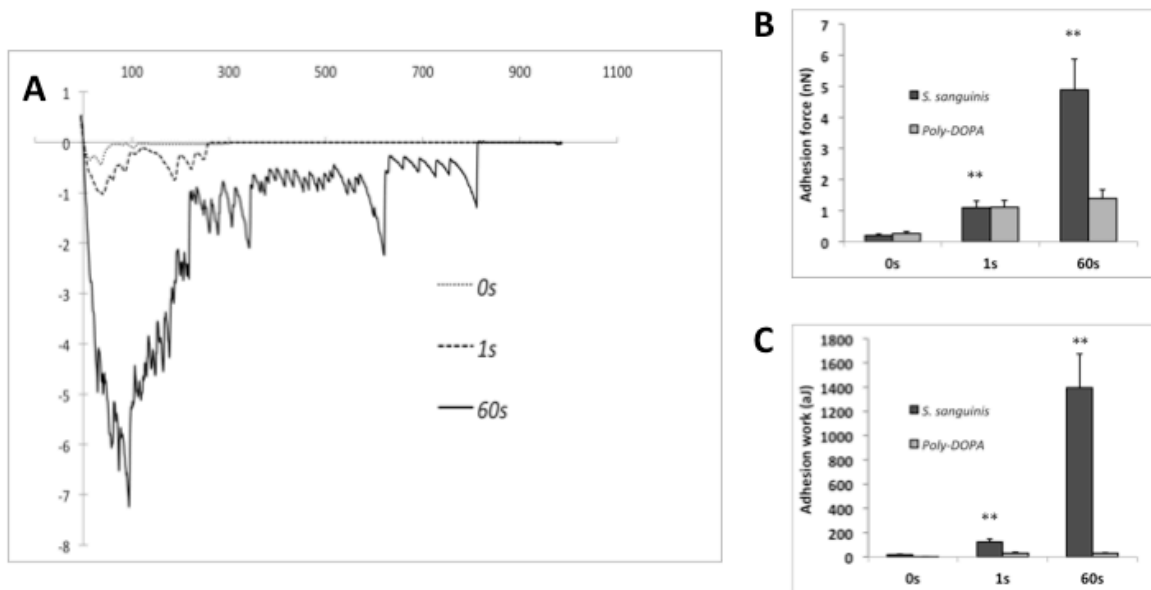 A
100 300 500 700 900 1100
1
0
-1
-2
-3
-4
-5
-6
-7
-8
0s
1s
60s
B
Adhesion force (nN)
7
6
5
4
3
2
1
0
S. sanguinis
Poly-DOPA
**
**
0s 1s 60s
C
Adhesion work (aJ)
1800
1600
1400
1200
1000
800
600
400
200
0
S. sanguinis
Poly-DOPA
**
**
0s 1s 60s